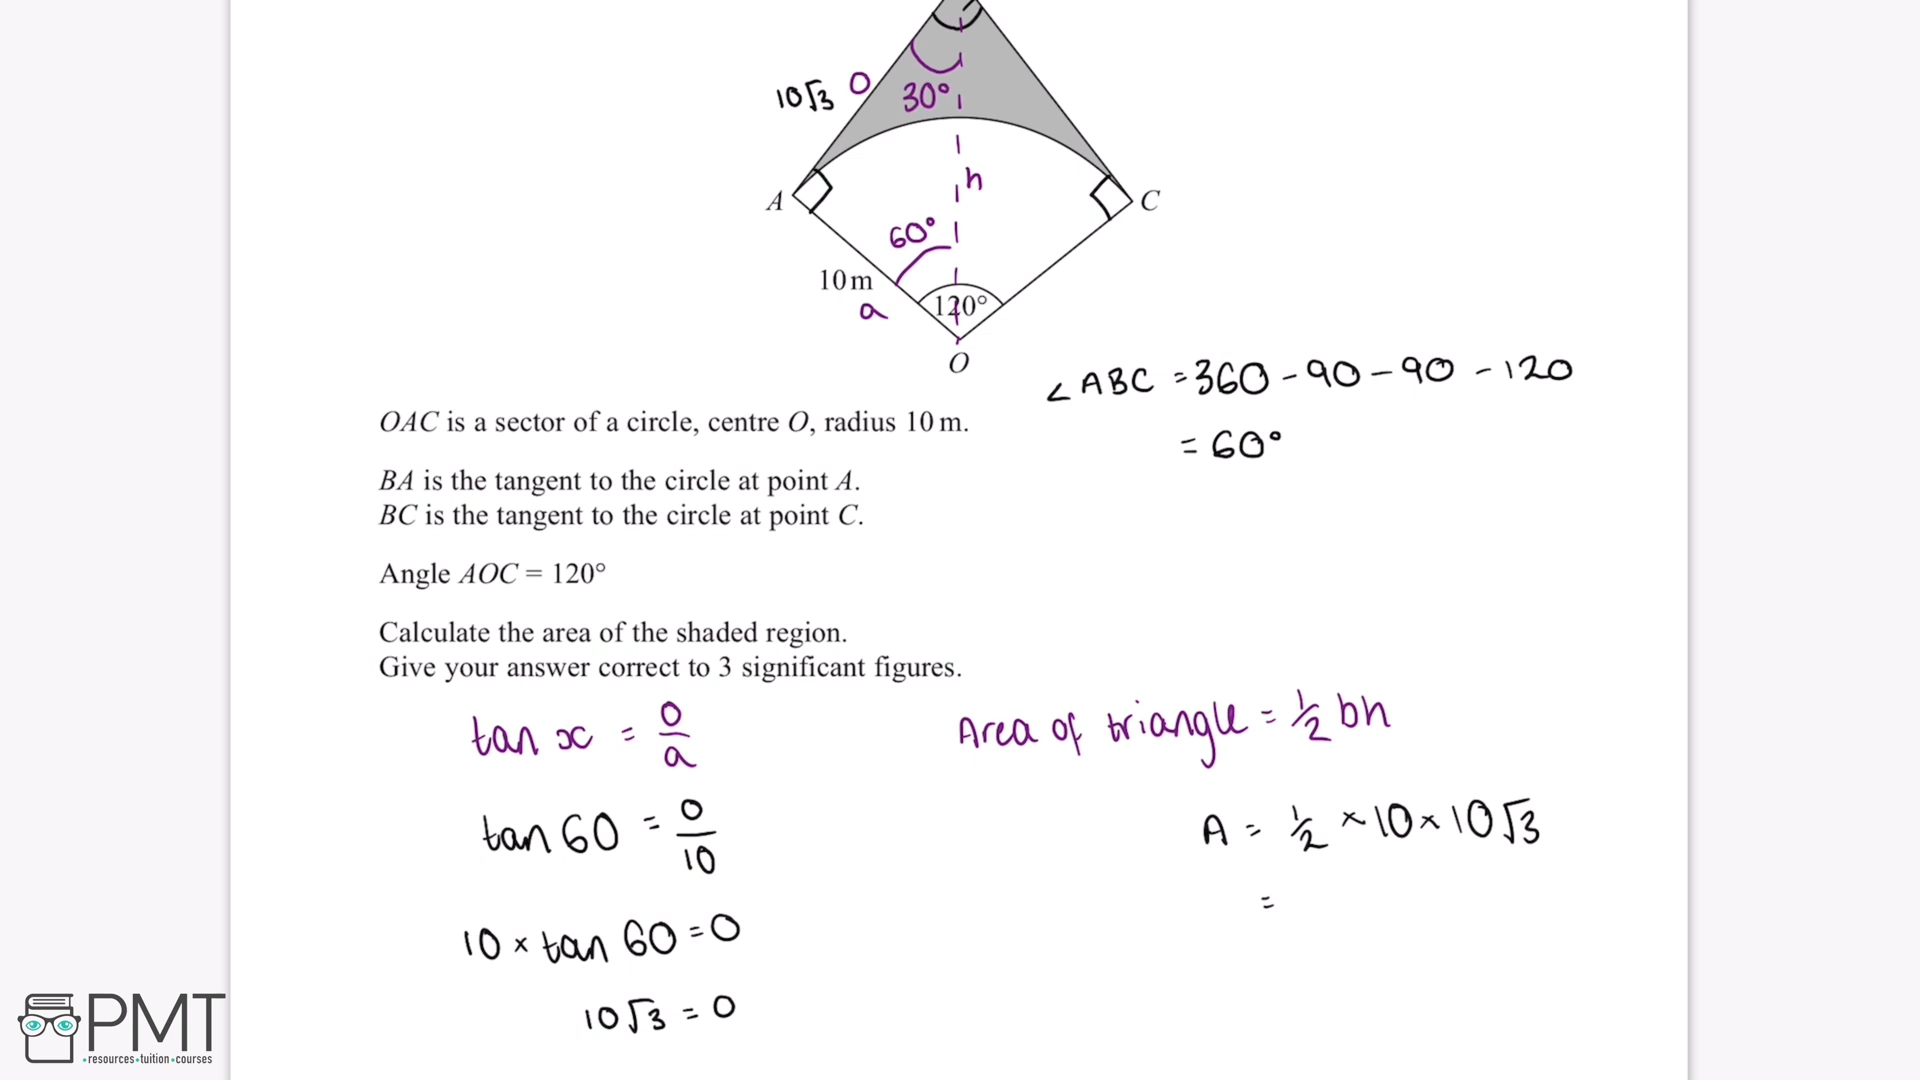 10√3 O
30°
h
A
C
60°
10 m
a
120°
O
∠ABC = 360 - 90 - 90 - 120
= 60°
OAC is a sector of a circle, centre O, radius 10 m.
BA is the tangent to the circle at point A.
BC is the tangent to the circle at point C.
Angle AOC = 120°
Calculate the area of the shaded region.
Give your answer correct to 3 significant figures.
tan x = o/a
Area of triangle = 1/2 bh
tan 60 = o/10
A = 1/2 × 10 × 10√3
=
10 × tan 60 = o
10√3 = o
PMT
•resources•tuition•courses